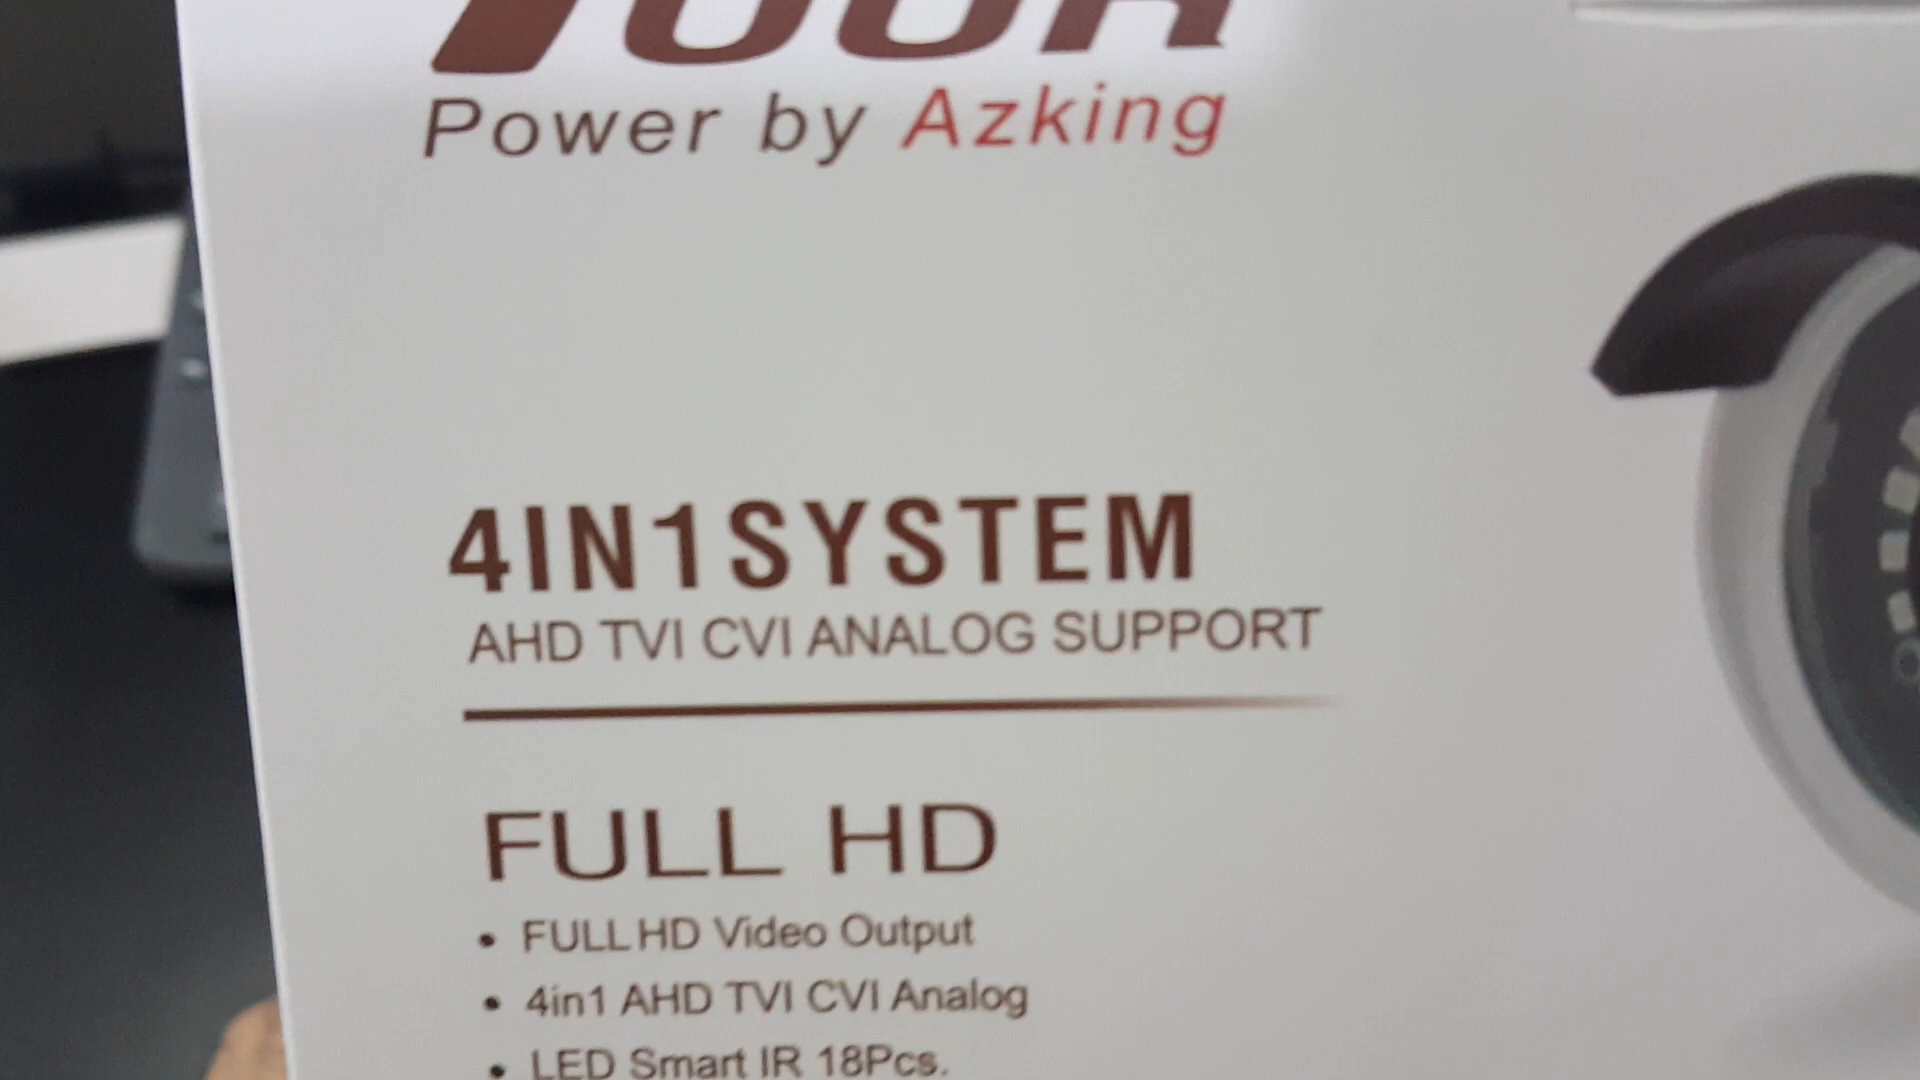 Power by Azking
4IN1SYSTEM
AHD TVI CVI ANALOG SUPPORT
FULL HD
• FULL HD Video Output
• 4in1 AHD TVI CVI Analog
• LED Smart IR 18Pcs.